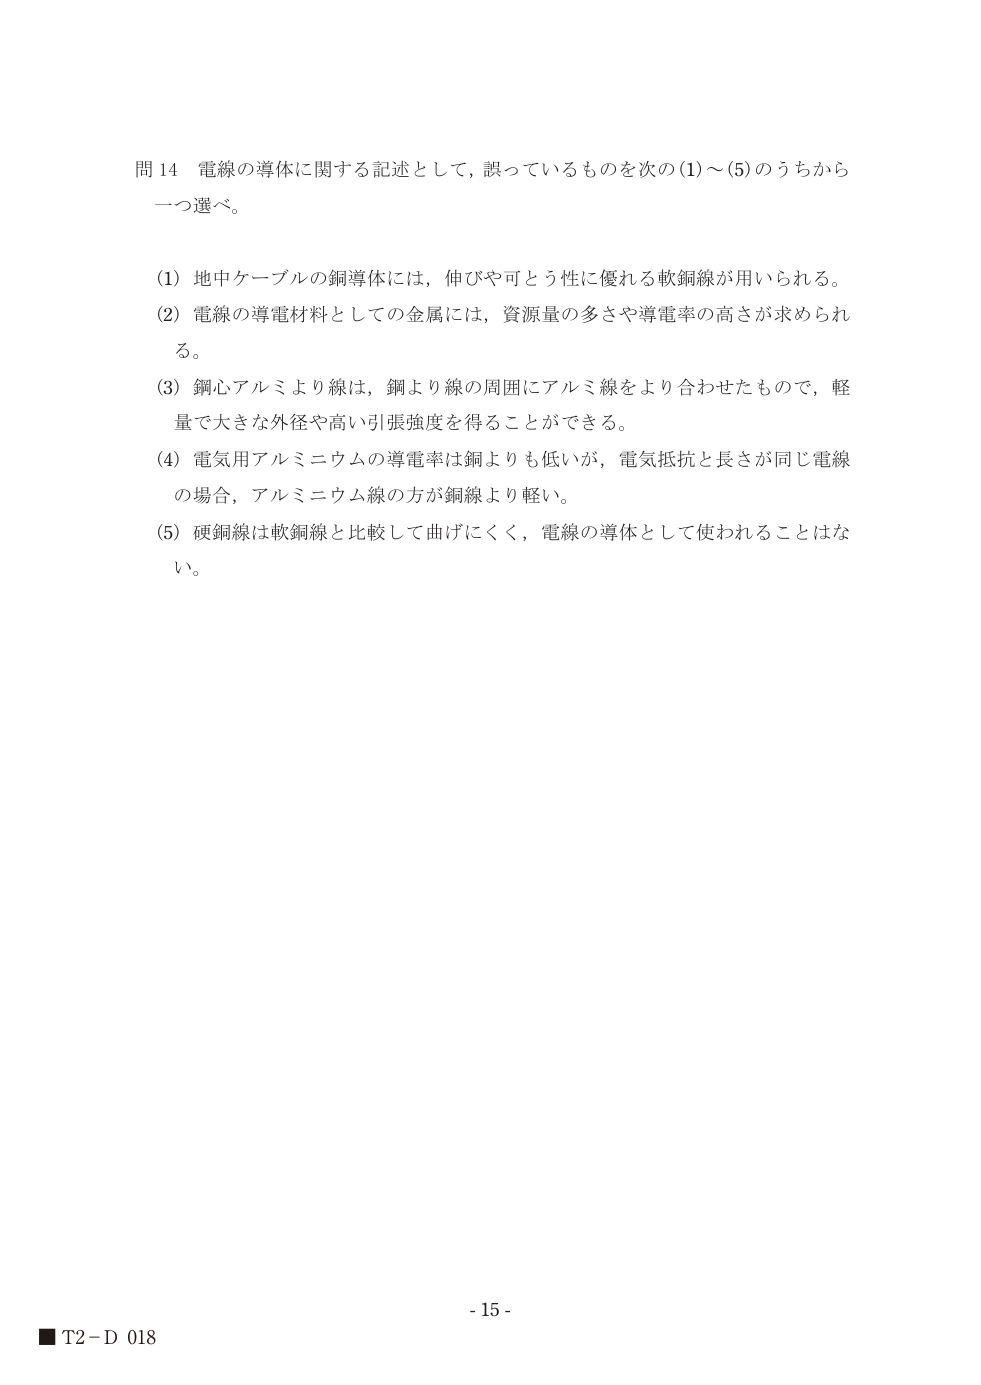 問 14　電線の導体に関する記述として，誤っているものを次の(1)～(5)のうちから
一つ選べ。
(1) 地中ケーブルの銅導体には，伸びや可とう性に優れる軟銅線が用いられる。
(2) 電線の導電材料としての金属には，資源量の多さや導電率の高さが求められ
る。
(3) 鋼心アルミより線は，鋼より線の周囲にアルミ線をより合わせたもので，軽
量で大きな外径や高い引張強度を得ることができる。
(4) 電気用アルミニウムの導電率は銅よりも低いが，電気抵抗と長さが同じ電線
の場合，アルミニウム線の方が銅線より軽い。
(5) 硬銅線は軟銅線と比較して曲げにくく，電線の導体として使われることはな
い。
- 15 -
■ T2－D 018